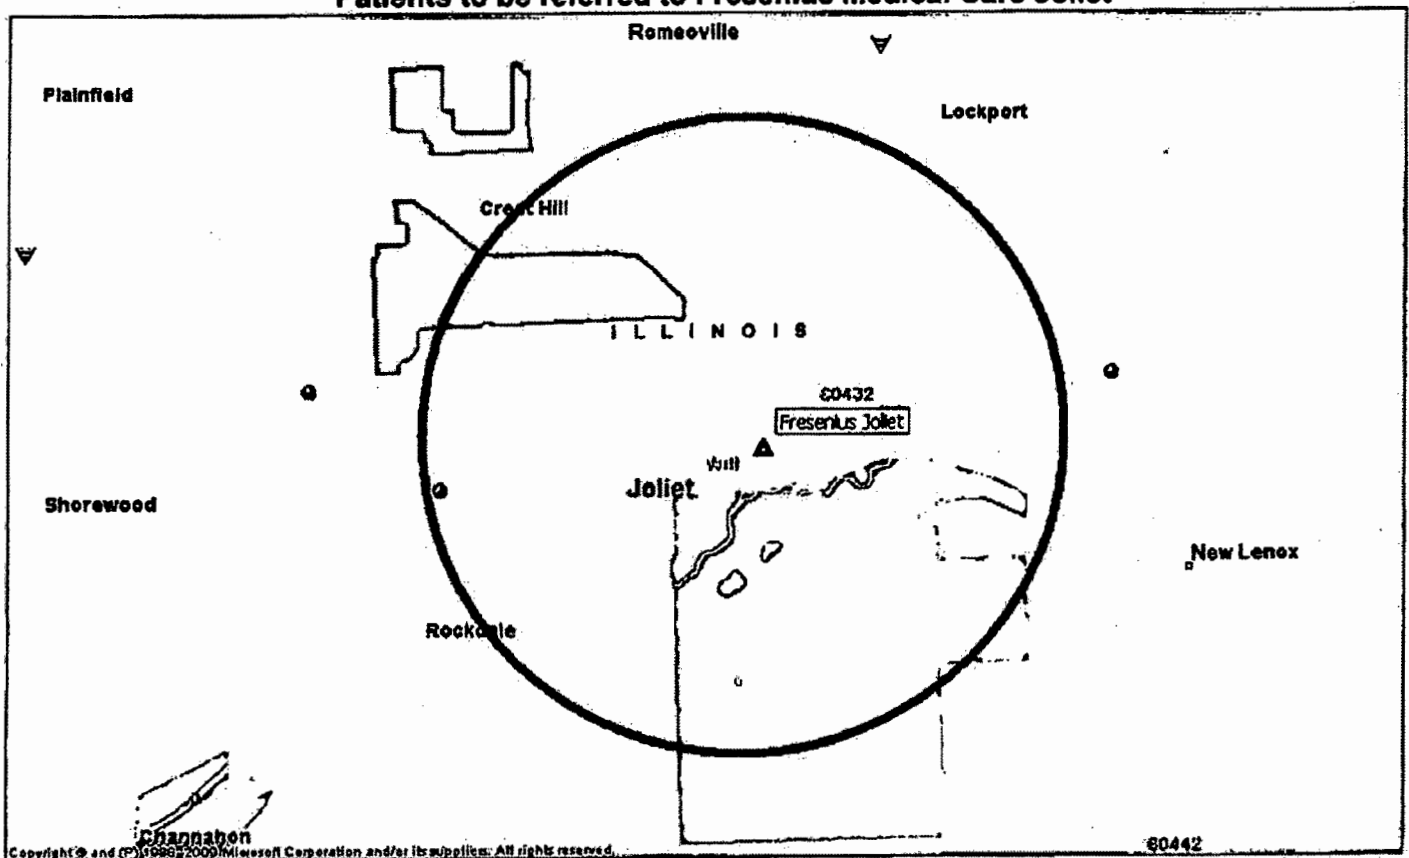 Patients to be referred to Fresenius Medical Care Joliet
Romeoville
Plainfield
Lockport
Crest Hill
ILLINOIS
60432
Fresenius Joliet
Will
Joliet
Shorewood
New Lenox
Rockdale
Channahon
60442
Copyright © and (P) 1988-2009 Microsoft Corporation and/or its suppliers. All rights reserved.